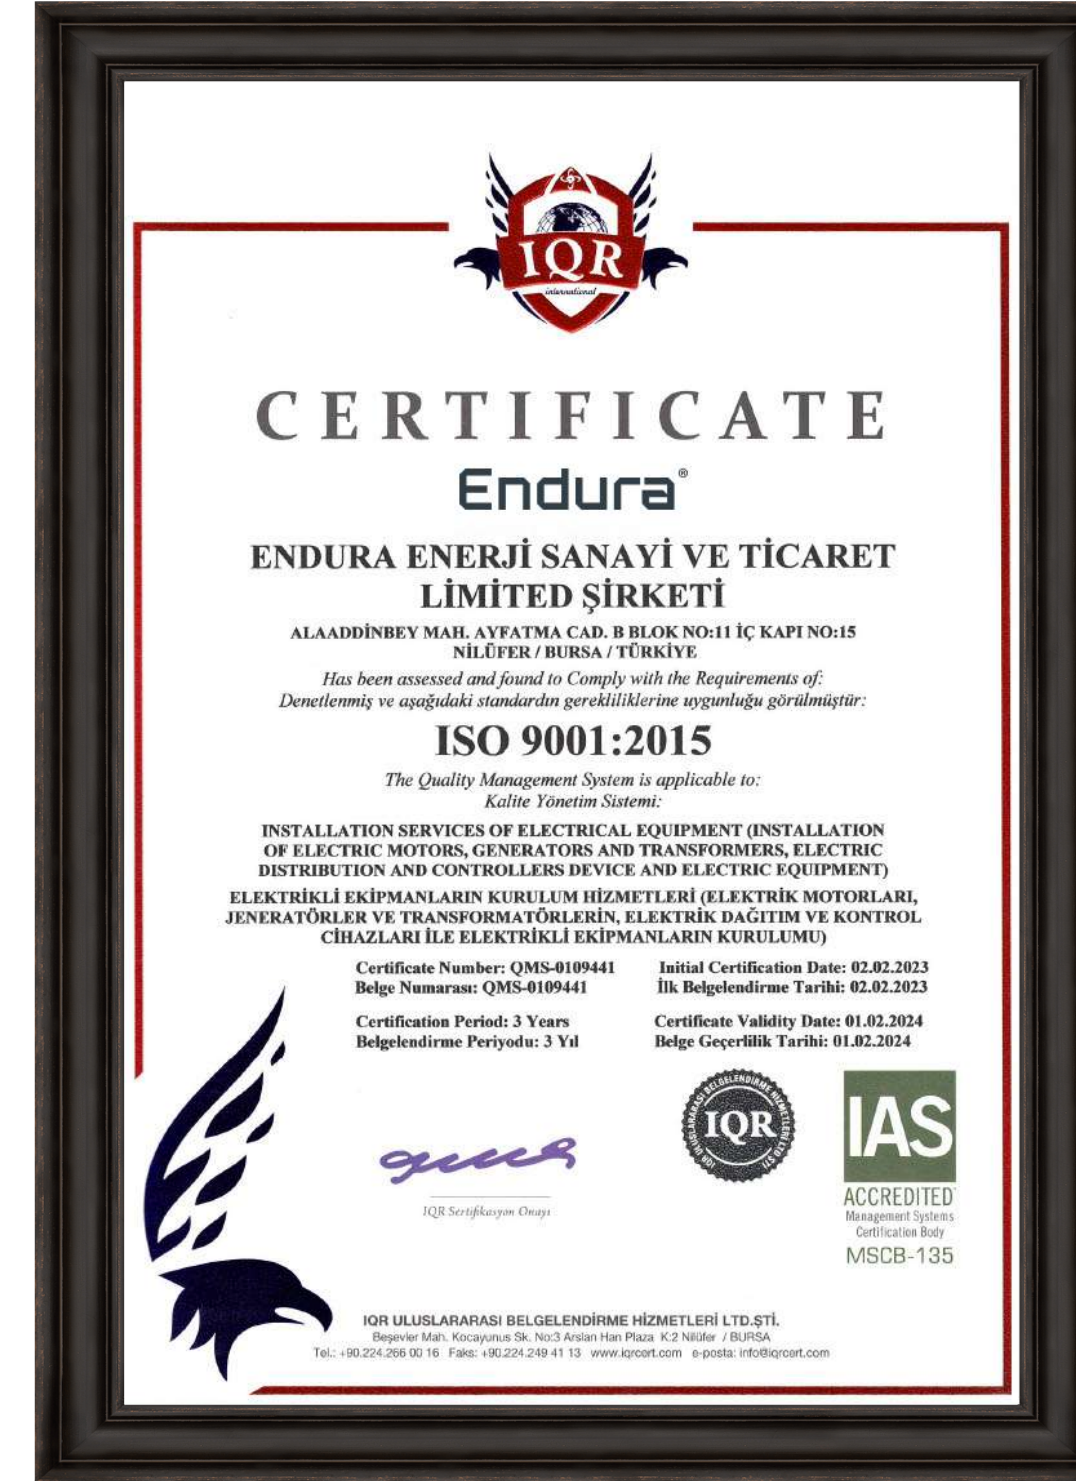 IQR
international
CERTIFICATE
Endura®
ENDURA ENERJİ SANAYİ VE TİCARET
LİMİTED ŞİRKETİ
ALAADDİNBEY MAH. AYFATMA CAD. B BLOK NO:11 İÇ KAPI NO:15
NİLÜFER / BURSA / TÜRKİYE
Has been assessed and found to Comply with the Requirements of:
Denetlenmiş ve aşağıdaki standardın gerekliliklerine uygunluğu görülmüştür:
ISO 9001:2015
The Quality Management System is applicable to:
Kalite Yönetim Sistemi:
INSTALLATION SERVICES OF ELECTRICAL EQUIPMENT (INSTALLATION
OF ELECTRIC MOTORS, GENERATORS AND TRANSFORMERS, ELECTRIC
DISTRIBUTION AND CONTROLLERS DEVICE AND ELECTRIC EQUIPMENT)
ELEKTRİKLİ EKİPMANLARIN KURULUM HİZMETLERİ (ELEKTRİK MOTORLARI,
JENERATÖRLER VE TRANSFORMATÖRLERİN, ELEKTRİK DAĞITIM VE KONTROL
CİHAZLARI İLE ELEKTRİKLİ EKİPMANLARIN KURULUMU)
Certificate Number: QMS-0109441
Belge Numarası: QMS-0109441
Initial Certification Date: 02.02.2023
İlk Belgelendirme Tarihi: 02.02.2023
Certification Period: 3 Years
Belgelendirme Periyodu: 3 Yıl
Certificate Validity Date: 01.02.2024
Belge Geçerlilik Tarihi: 01.02.2024
IQR Sertifikasyon Onayı
IQR ULUSLARARASI BELGELENDİRME HİZMETLERİ LTD ŞTİ
IQR
IAS
ACCREDITED
Management Systems
Certification Body
MSCB-135
IQR ULUSLARARASI BELGELENDİRME HİZMETLERİ LTD.ŞTİ.
Beşevler Mah. Kocayunus Sk. No:3 Arslan Han Plaza K:2 Nilüfer / BURSA
Tel.: +90.224.266 00 16 Faks: +90.224.249 41 13 www.iqrcert.com e-posta: info@iqrcert.com